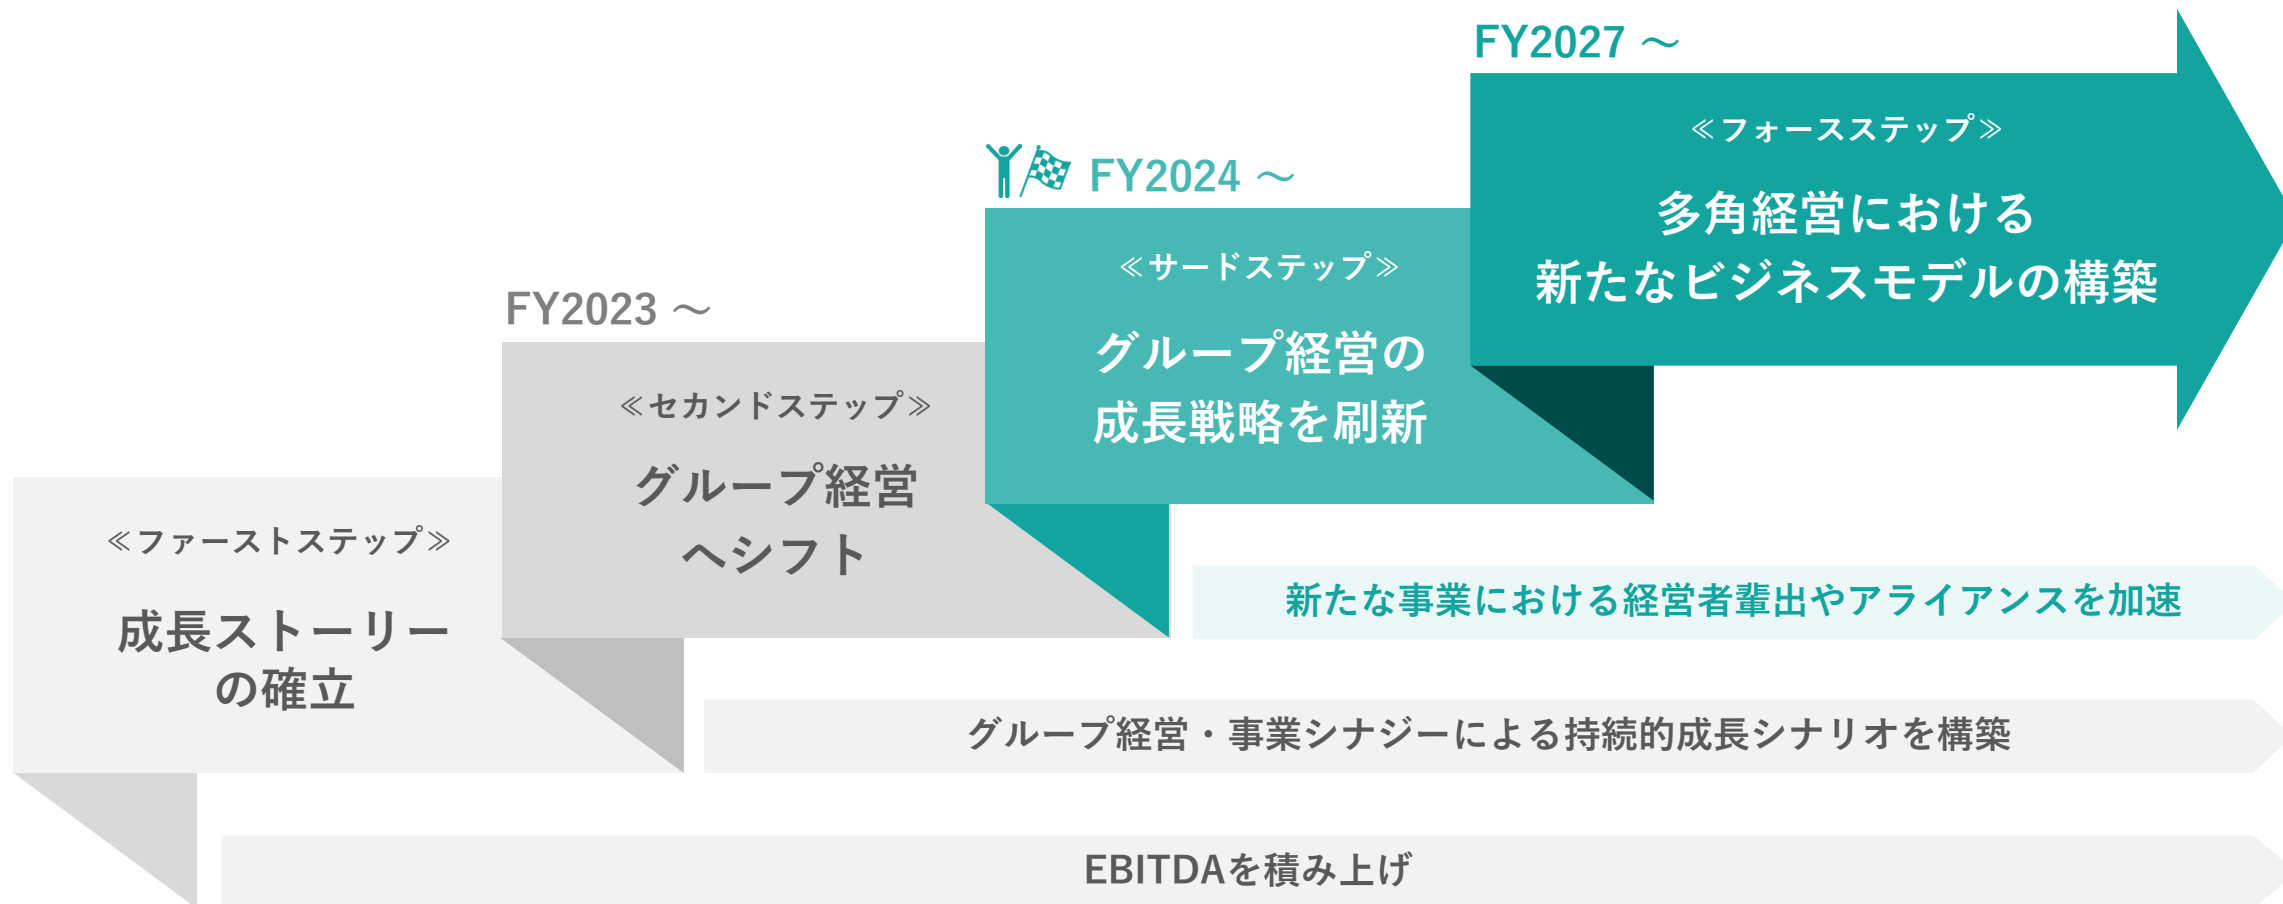 FY2027 ～
≪フォースステップ≫
多角経営における
新たなビジネスモデルの構築
FY2024 ～
≪サードステップ≫
グループ経営の
成長戦略を刷新
FY2023 ～
≪セカンドステップ≫
グループ経営
へシフト
≪ファーストステップ≫
成長ストーリー
の確立
新たな事業における経営者輩出やアライアンスを加速
グループ経営・事業シナジーによる持続的成長シナリオを構築
EBITDAを積み上げ